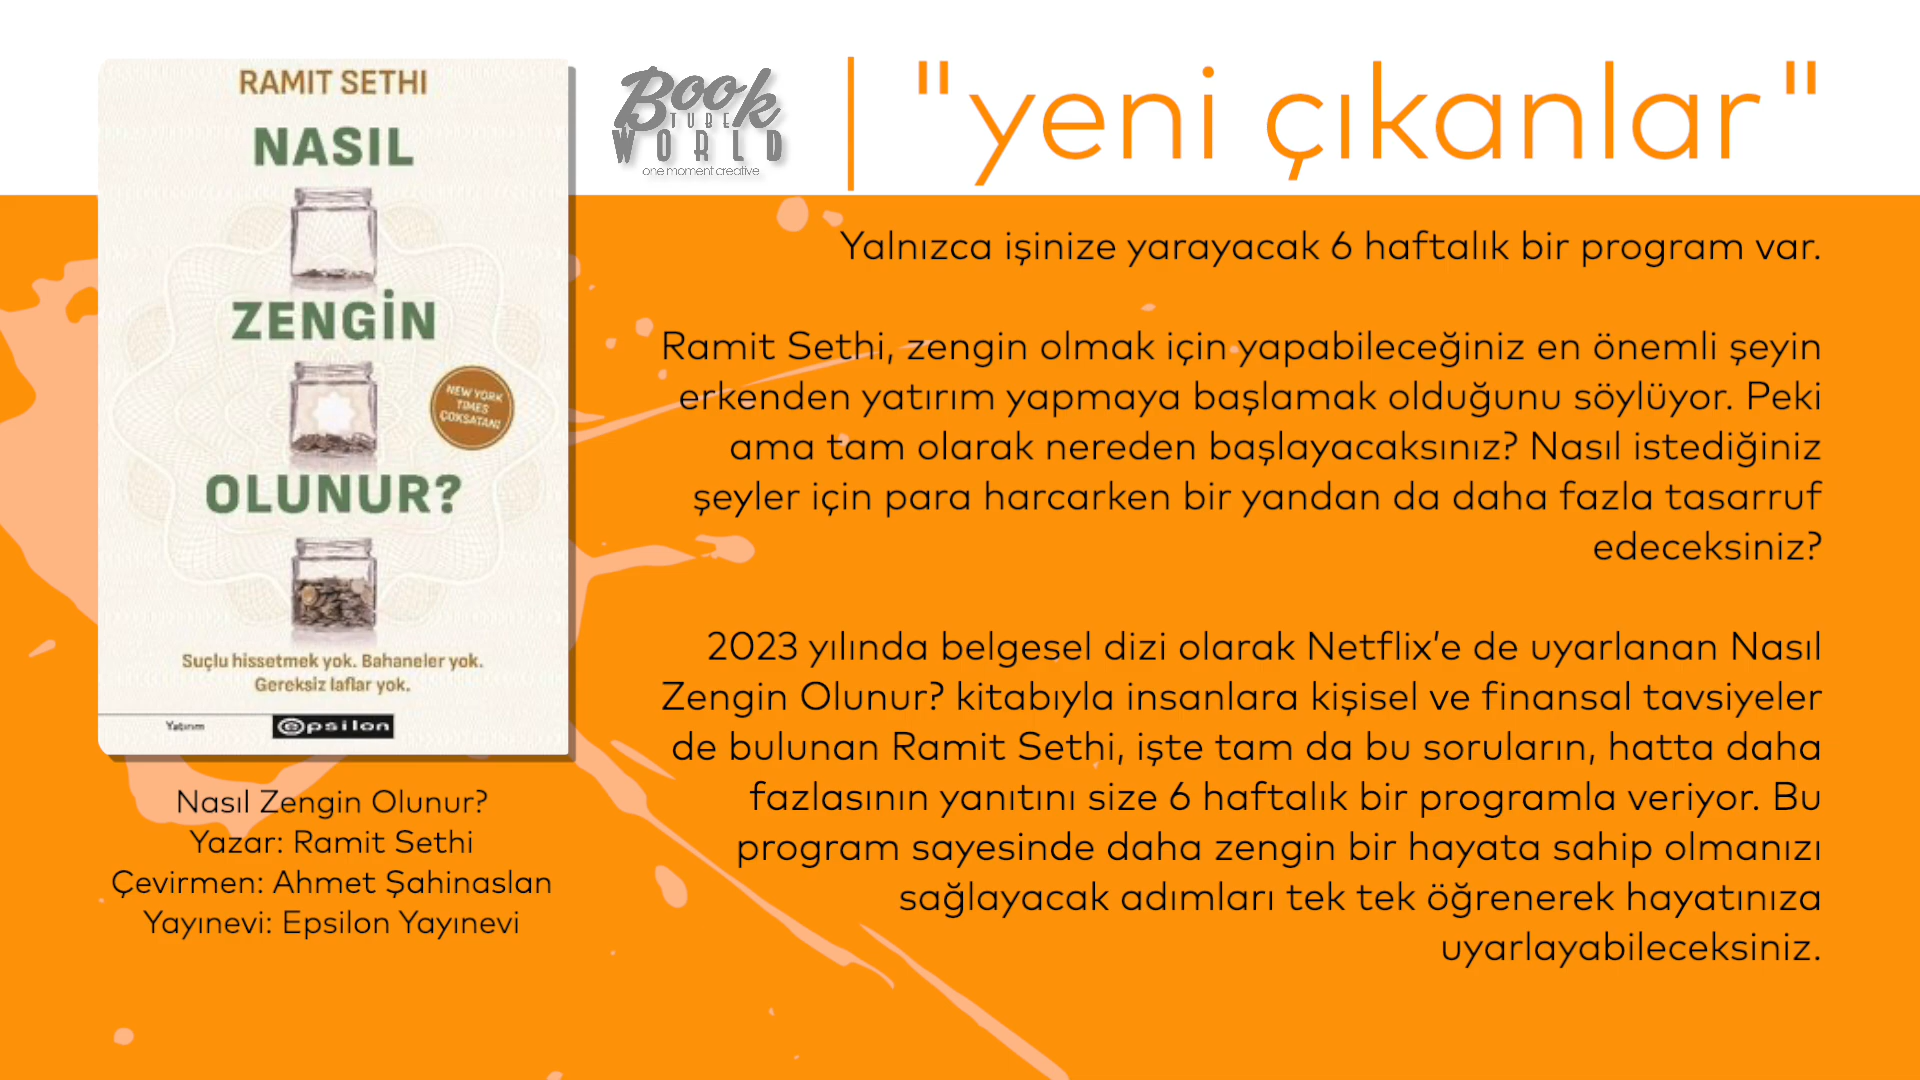 RAMIT SETHI
NASIL
ZENGİN
NEW YORK
TIMES
ÇOKSATANI
OLUNUR?
Suçlu hissetmek yok. Bahaneler yok.
Gereksiz laflar yok.
Yatırım
epsilon
Nasıl Zengin Olunur?
Yazar: Ramit Sethi
Çevirmen: Ahmet Şahinaslan
Yayınevi: Epsilon Yayınevi
Book
TUBE
WORLD
one moment creative
"yeni çıkanlar"
Yalnızca işinize yarayacak 6 haftalık bir program var.
Ramit Sethi, zengin olmak için yapabileceğiniz en önemli şeyin
erkenden yatırım yapmaya başlamak olduğunu söylüyor. Peki
ama tam olarak nereden başlayacaksınız? Nasıl istediğiniz
şeyler için para harcarken bir yandan da daha fazla tasarruf
edeceksiniz?
2023 yılında belgesel dizi olarak Netflix’e de uyarlanan Nasıl
Zengin Olunur? kitabıyla insanlara kişisel ve finansal tavsiyeler
de bulunan Ramit Sethi, işte tam da bu soruların, hatta daha
fazlasının yanıtını size 6 haftalık bir programla veriyor. Bu
program sayesinde daha zengin bir hayata sahip olmanızı
sağlayacak adımları tek tek öğrenerek hayatınıza
uyarlayabileceksiniz.